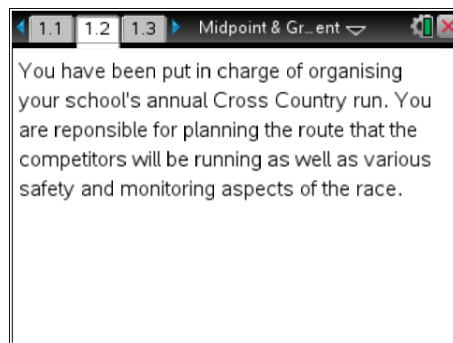 1.1 1.2 1.3 Midpoint & Gr...ent
You have been put in charge of organising
your school's annual Cross Country run. You
are reponsible for planning the route that the
competitors will be running as well as various
safety and monitoring aspects of the race.